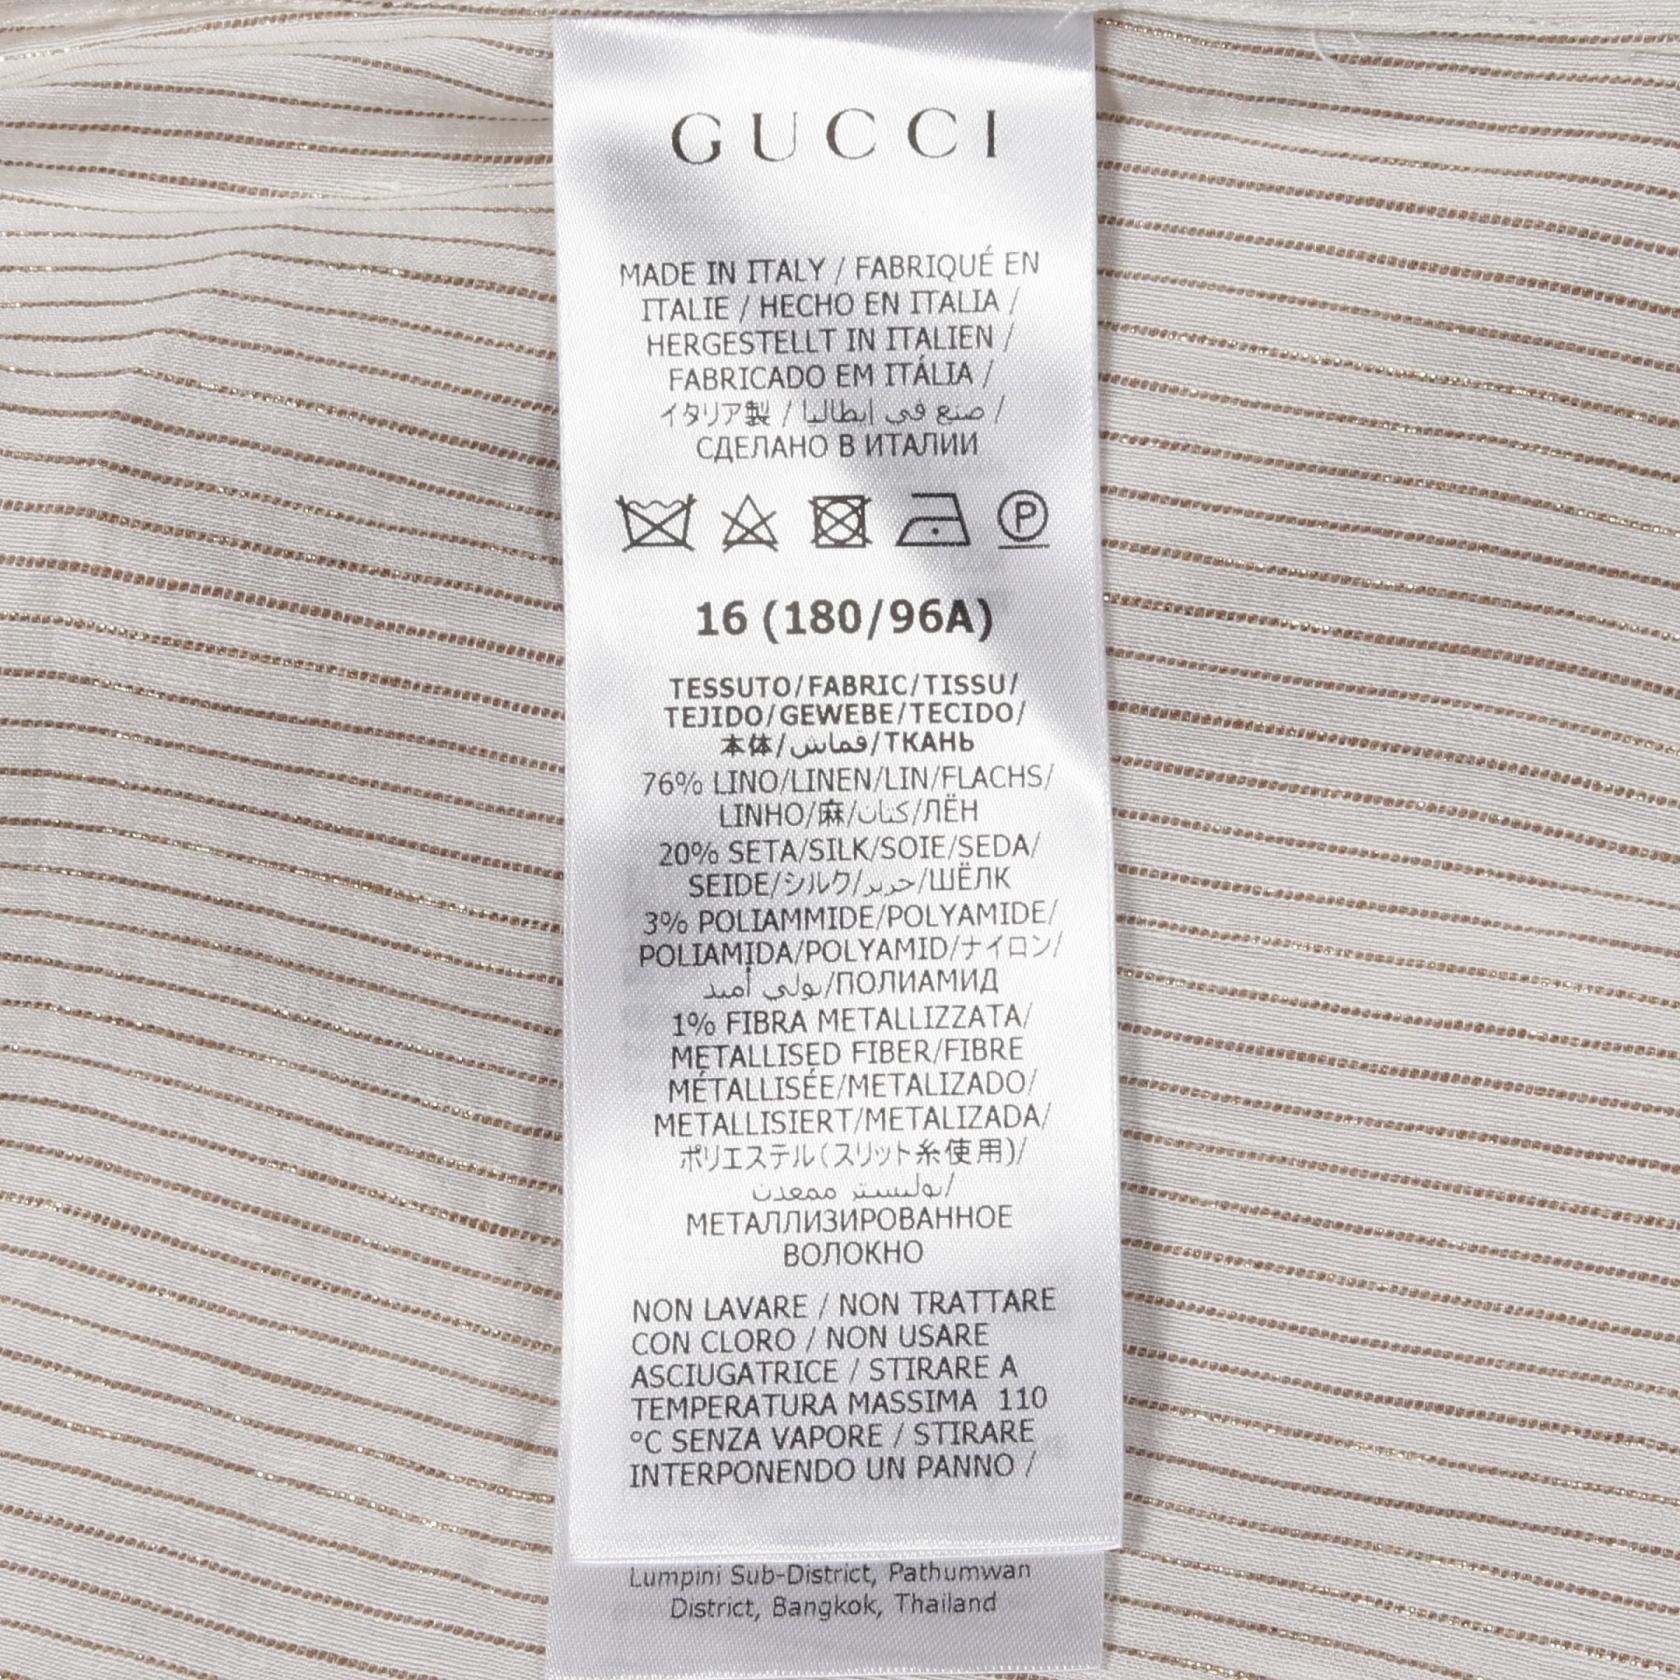 GUCCI
MADE IN ITALY / FABRIQUÉ EN
ITALIE / HECHO EN ITALIA /
HERGESTELLT IN ITALIEN /
FABRICADO EM ITÁLIA /
イタリア製 / صنع في ايطاليا /
СДЕЛАНО В ИТАЛИИ
P
16 (180/96A)
TESSUTO/FABRIC/TISSU/
TEJIDO/GEWEBE/TECIDO/
本体/قماش/ТКАНЬ
76% LINO/LINEN/LIN/FLACHS/
LINHO/麻/كتان/ЛЁН
20% SETA/SILK/SOIE/SEDA/
SEIDE/シルク/حرير/ШЁЛК
3% POLIAMMIDE/POLYAMIDE/
POLIAMIDA/POLYAMID/ナイロン/
بولي أميد/ПОЛИАМИД
1% FIBRA METALLIZZATA/
METALLISED FIBER/FIBRE
MÉTALLISÉE/METALIZADO/
METALLISIERT/METALIZADA/
ポリエステル(スリット糸使用)/
بوليستر ممعدن/
МЕТАЛЛИЗИРОВАННОЕ
ВОЛОКНО
NON LAVARE / NON TRATTARE
CON CLORO / NON USARE
ASCIUGATRICE / STIRARE A
TEMPERATURA MASSIMA 110
°C SENZA VAPORE / STIRARE
INTERPONENDO UN PANNO /
Lumpini Sub-District, Pathumwan
District, Bangkok, Thailand